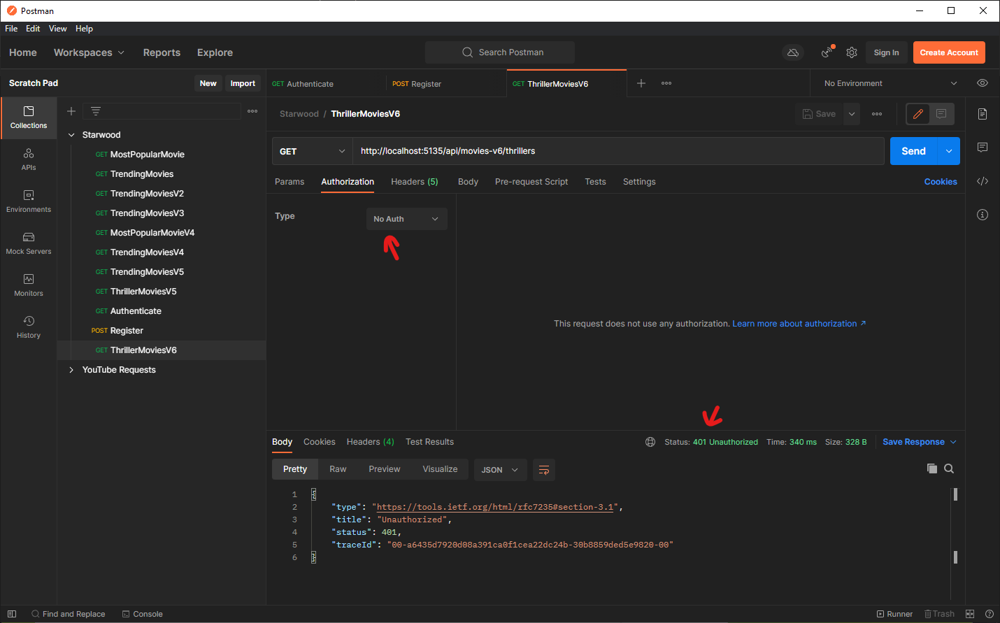 Postman
File Edit View Help
Home Workspaces Reports Explore Search Postman Sign In Create Account
Scratch Pad New Import GET Authenticate POST Register GET ThrillerMoviesV6 No Environment
Starwood / ThrillerMoviesV6 Save
Collections
APIs
Environments
Mock Servers
Monitors
History
Starwood
GET MostPopularMovie
GET TrendingMovies
GET TrendingMoviesV2
GET TrendingMoviesV3
GET MostPopularMovieV4
GET TrendingMoviesV4
GET TrendingMoviesV5
GET ThrillerMoviesV5
GET Authenticate
POST Register
GET ThrillerMoviesV6
YouTube Requests
GET http://localhost:5135/api/movies-v6/thrillers Send
Params Authorization Headers (5) Body Pre-request Script Tests Settings Cookies
Type No Auth
This request does not use any authorization. Learn more about authorization ↗
Body Cookies Headers (4) Test Results Status: 401 Unauthorized Time: 340 ms Size: 328 B Save Response
Pretty Raw Preview Visualize JSON
1 {
2 "type": "https://tools.ietf.org/html/rfc7235#section-3.1",
3 "title": "Unauthorized",
4 "status": 401,
5 "traceId": "00-a6435d7920d08a391ca0f1cea22dc24b-30b8859ded5e9820-00"
6 }
Find and Replace Console Runner Trash